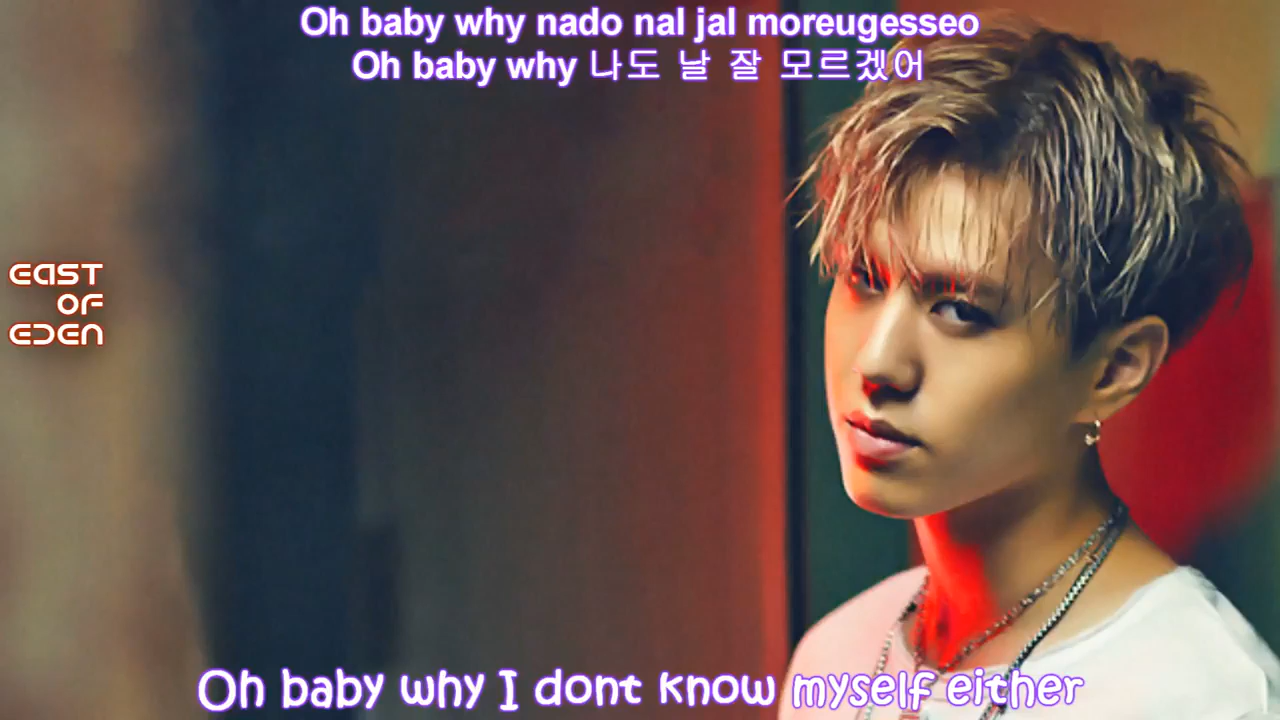 Oh baby why nado nal jal moreugesseo
Oh baby why 나도 날 잘 모르겠어
EAST
OF
EDEN
Oh baby why I dont know myself either